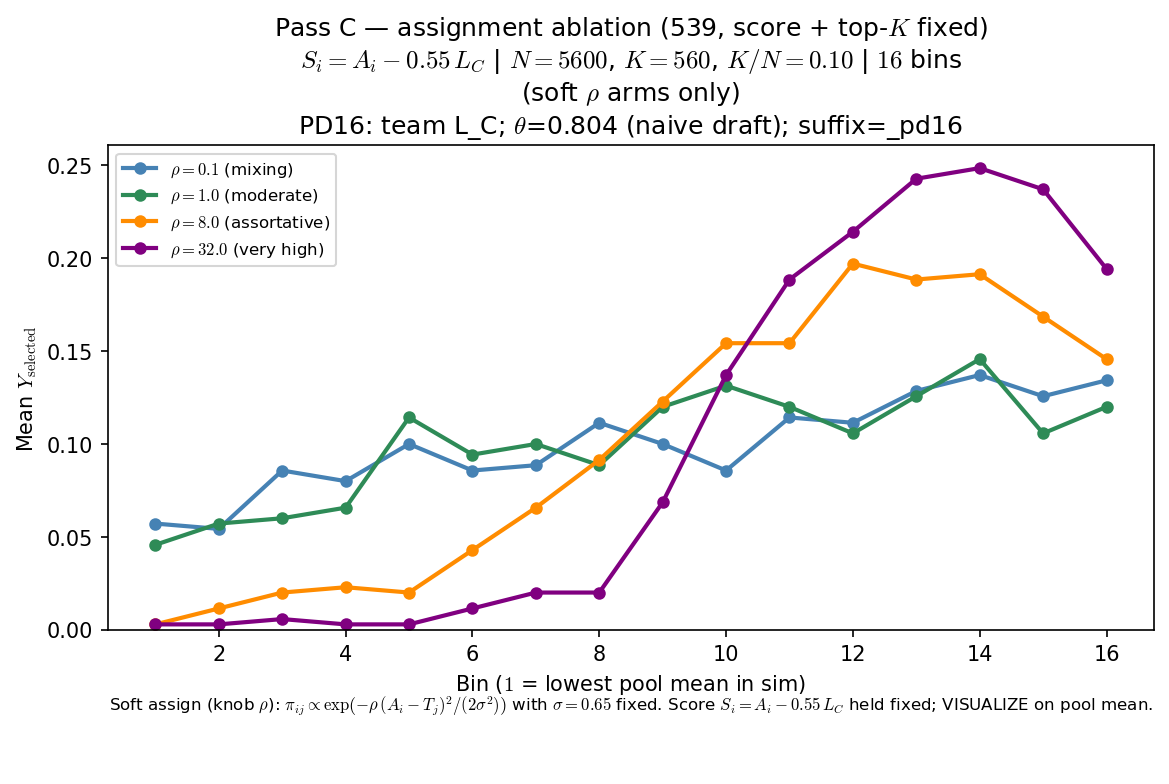 Pass C — assignment ablation (539, score + top-K fixed)
S_i = A_i − 0.55 L_C | N = 5600, K = 560, K/N = 0.10 | 16 bins
(soft ρ arms only)
PD16: team L_C; θ=0.804 (naive draft); suffix=_pd16
ρ = 0.1 (mixing)
ρ = 1.0 (moderate)
ρ = 8.0 (assortative)
ρ = 32.0 (very high)
Mean Y_selected
0.25
0.20
0.15
0.10
0.05
0.00
2 4 6 8 10 12 14 16
Bin (1 = lowest pool mean in sim)
Soft assign (knob ρ): π_ij ∝ exp(−ρ (A_i − T_j)²/(2σ²)) with σ = 0.65 fixed. Score S_i = A_i − 0.55 L_C held fixed; VISUALIZE on pool mean.